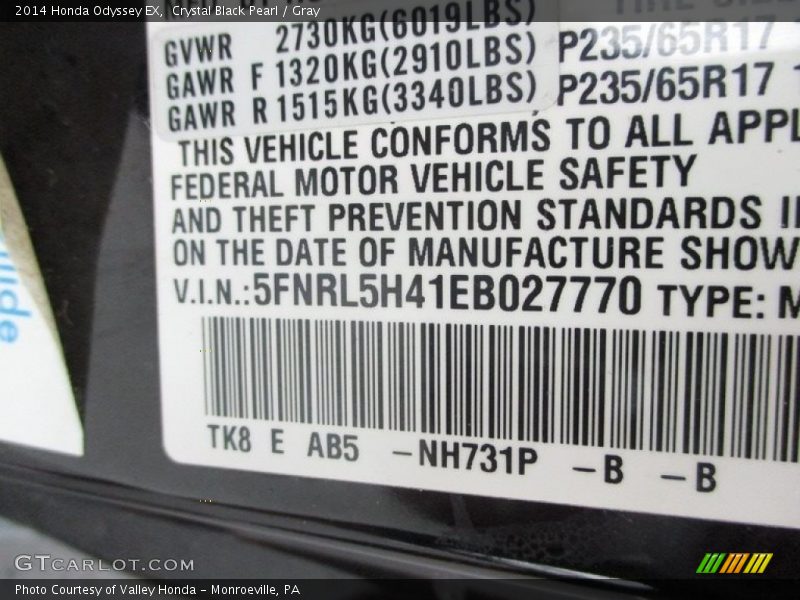 2014 Honda Odyssey EX, Crystal Black Pearl / Gray
GVWR 2730KG(6019LBS)
GAWR F 1320KG(2910LBS) P235/65R17
GAWR R 1515KG(3340LBS) P235/65R17
THIS VEHICLE CONFORMS TO ALL APPL
FEDERAL MOTOR VEHICLE SAFETY
AND THEFT PREVENTION STANDARDS I
ON THE DATE OF MANUFACTURE SHOW
V.I.N.:5FNRL5H41EB027770 TYPE: M
TK8 E AB5 -NH731P -B -B
GTCARLOT.COM
Photo Courtesy of Valley Honda - Monroeville, PA